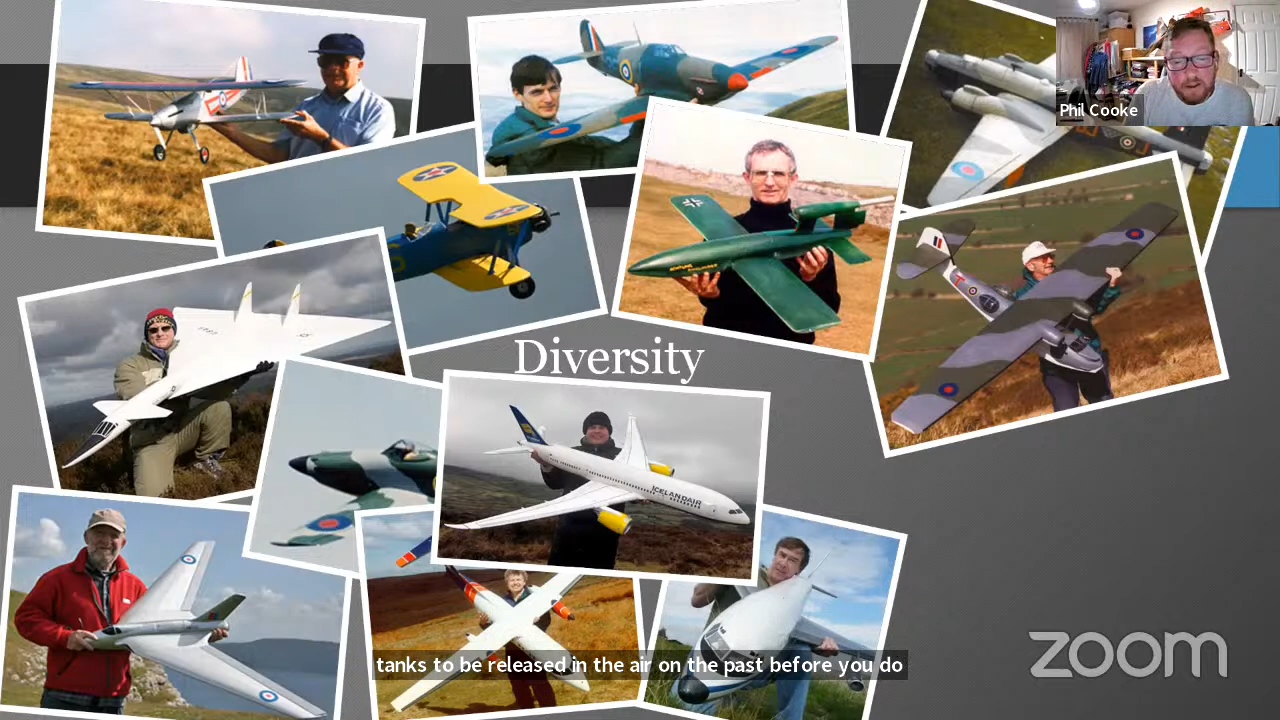 Phil Cooke
Diversity
ICELANDAIR
tanks to be released in the air on the past before you do
zoom